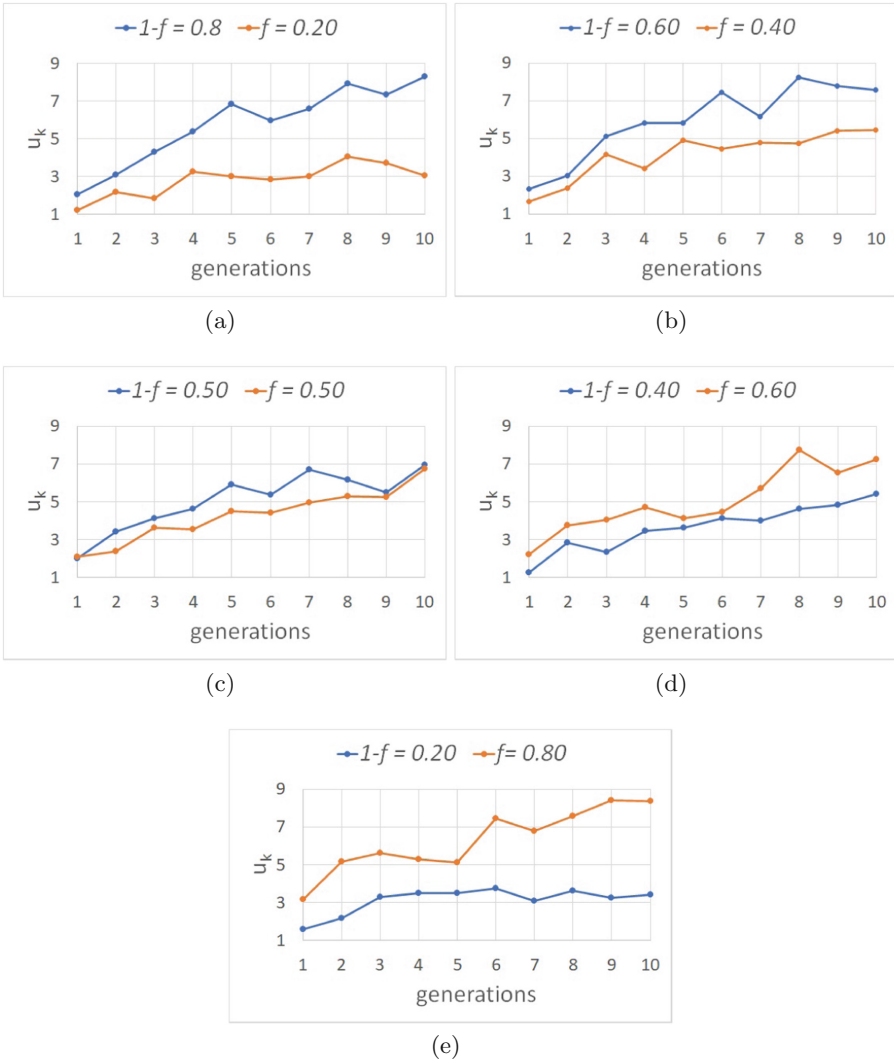 1-f = 0.8 f = 0.20
9
7
5
3
1
u_k
1 2 3 4 5 6 7 8 9 10
generations
(a)
1-f = 0.60 f = 0.40
9
7
5
3
1
u_k
1 2 3 4 5 6 7 8 9 10
generations
(b)
1-f = 0.50 f = 0.50
9
7
5
3
1
u_k
1 2 3 4 5 6 7 8 9 10
generations
(c)
1-f = 0.40 f = 0.60
9
7
5
3
1
u_k
1 2 3 4 5 6 7 8 9 10
generations
(d)
1-f = 0.20 f= 0.80
9
7
5
3
1
u_k
1 2 3 4 5 6 7 8 9 10
generations
(e)